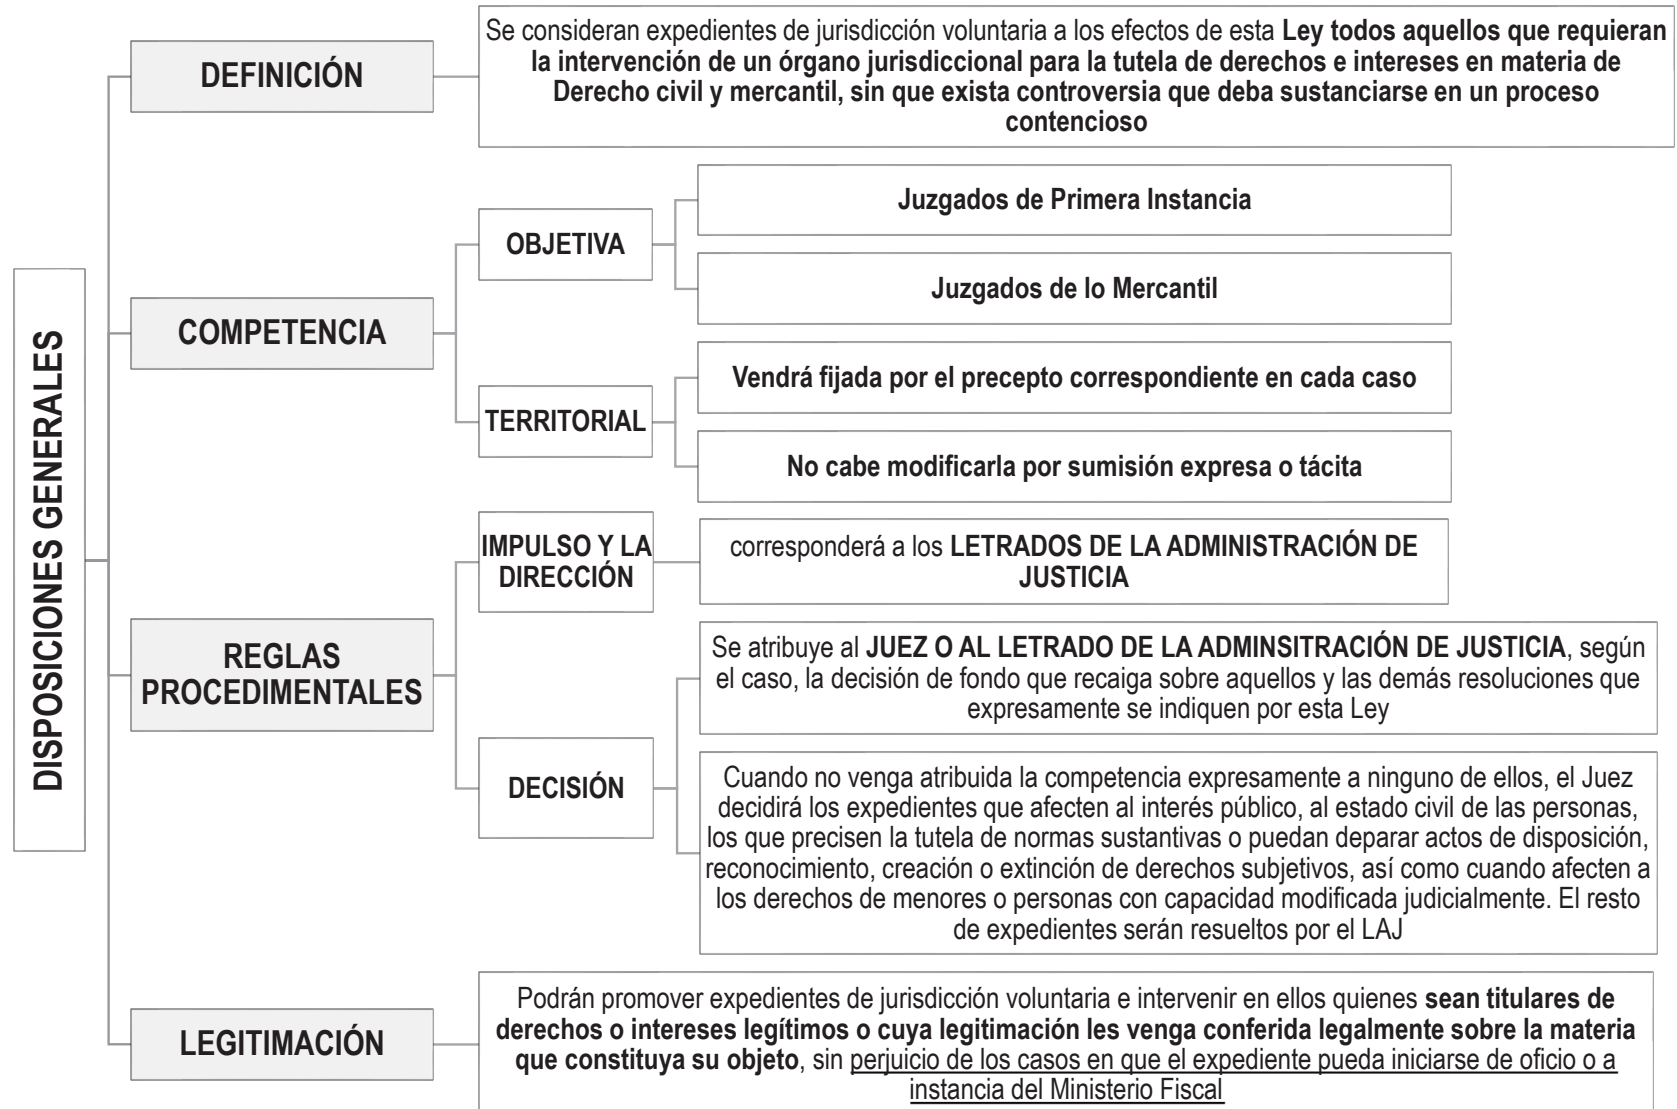 DISPOSICIONES GENERALES
DEFINICIÓN
Se consideran expedientes de jurisdicción voluntaria a los efectos de esta Ley todos aquellos que requieran
la intervención de un órgano jurisdiccional para la tutela de derechos e intereses en materia de
Derecho civil y mercantil, sin que exista controversia que deba sustanciarse en un proceso
contencioso
COMPETENCIA
OBJETIVA
Juzgados de Primera Instancia
Juzgados de lo Mercantil
TERRITORIAL
Vendrá fijada por el precepto correspondiente en cada caso
No cabe modificarla por sumisión expresa o tácita
REGLAS
PROCEDIMENTALES
IMPULSO Y LA
DIRECCIÓN
corresponderá a los LETRADOS DE LA ADMINISTRACIÓN DE
JUSTICIA
DECISIÓN
Se atribuye al JUEZ O AL LETRADO DE LA ADMINSITRACIÓN DE JUSTICIA, según
el caso, la decisión de fondo que recaiga sobre aquellos y las demás resoluciones que
expresamente se indiquen por esta Ley
Cuando no venga atribuida la competencia expresamente a ninguno de ellos, el Juez
decidirá los expedientes que afecten al interés público, al estado civil de las personas,
los que precisen la tutela de normas sustantivas o puedan deparar actos de disposición,
reconocimiento, creación o extinción de derechos subjetivos, así como cuando afecten a
los derechos de menores o personas con capacidad modificada judicialmente. El resto
de expedientes serán resueltos por el LAJ
LEGITIMACIÓN
Podrán promover expedientes de jurisdicción voluntaria e intervenir en ellos quienes sean titulares de
derechos o intereses legítimos o cuya legitimación les venga conferida legalmente sobre la materia
que constituya su objeto, sin perjuicio de los casos en que el expediente pueda iniciarse de oficio o a
instancia del Ministerio Fiscal